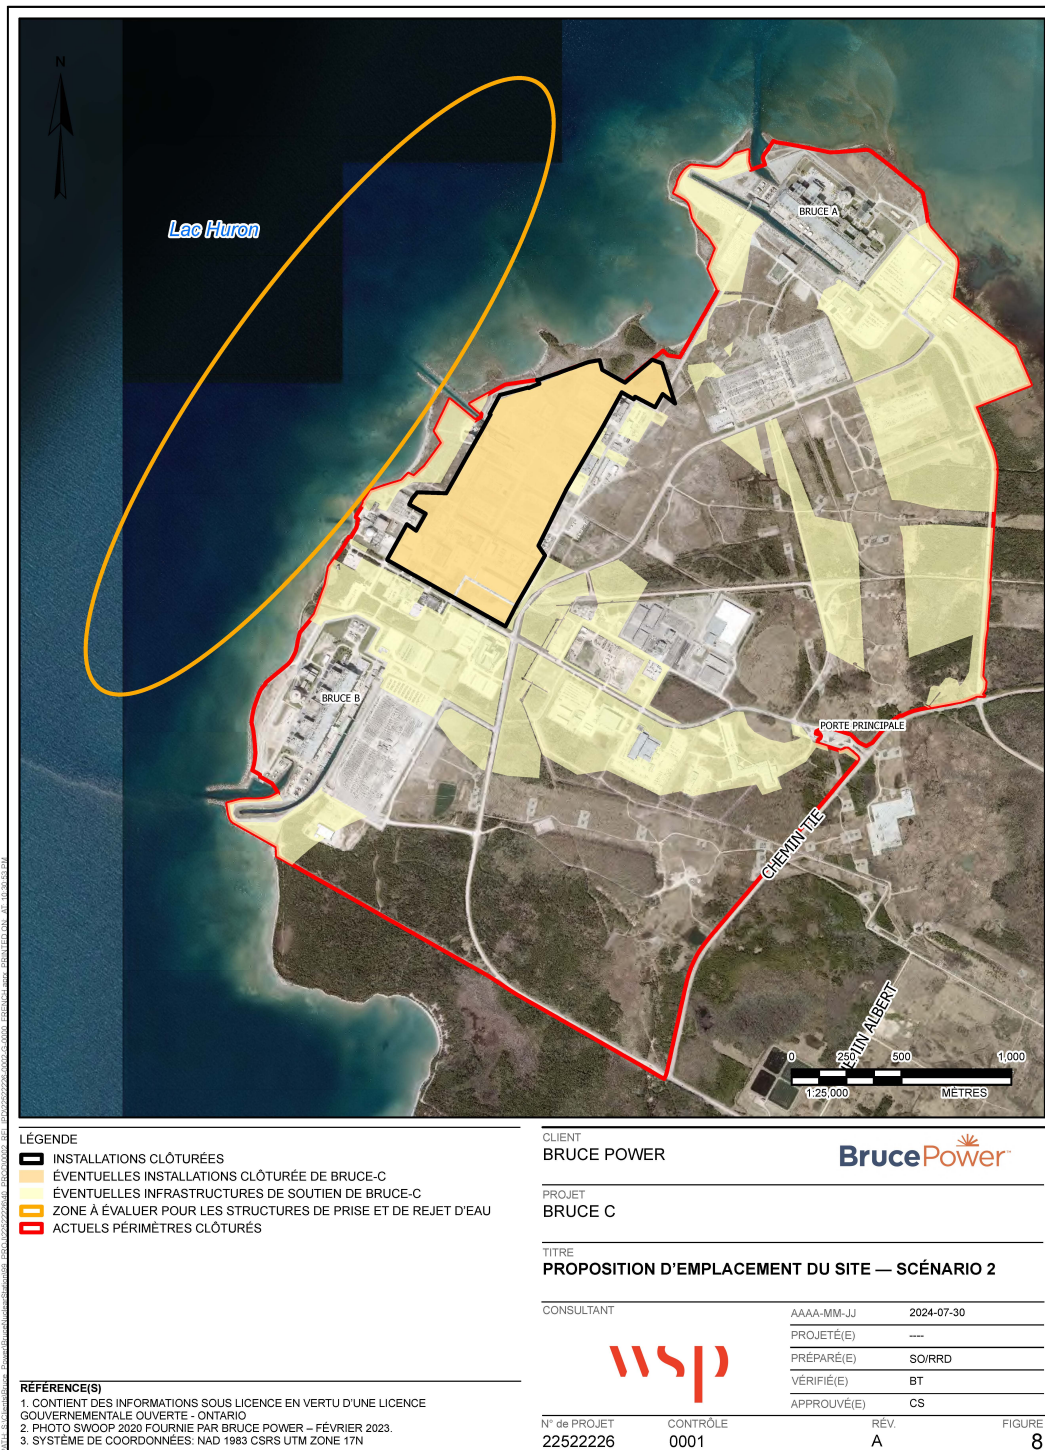 N
Lac Huron
BRUCE A
BRUCE B
PORTE PRINCIPALE
CHEMIN TIE
EMIN ALBERT
0 250 500 1,000
1:25,000 MÈTRES
LÉGENDE
INSTALLATIONS CLÔTURÉES
ÉVENTUELLES INSTALLATIONS CLÔTURÉE DE BRUCE-C
ÉVENTUELLES INFRASTRUCTURES DE SOUTIEN DE BRUCE-C
ZONE À ÉVALUER POUR LES STRUCTURES DE PRISE ET DE REJET D'EAU
ACTUELS PÉRIMÈTRES CLÔTURÉS
RÉFÉRENCE(S)
1. CONTIENT DES INFORMATIONS SOUS LICENCE EN VERTU D'UNE LICENCE
GOUVERNEMENTALE OUVERTE - ONTARIO
2. PHOTO SWOOP 2020 FOURNIE PAR BRUCE POWER – FÉVRIER 2023.
3. SYSTÈME DE COORDONNÉES: NAD 1983 CSRS UTM ZONE 17N
CLIENT
BRUCE POWER
BrucePower™
PROJET
BRUCE C
TITRE
PROPOSITION D'EMPLACEMENT DU SITE — SCÉNARIO 2
CONSULTANT
wsp
AAAA-MM-JJ 2024-07-30
PROJETÉ(E) ----
PRÉPARÉ(E) SO/RRD
VÉRIFIÉ(E) BT
APPROUVÉ(E) CS
N° de PROJET CONTRÔLE RÉV. FIGURE
22522226 0001 A 8